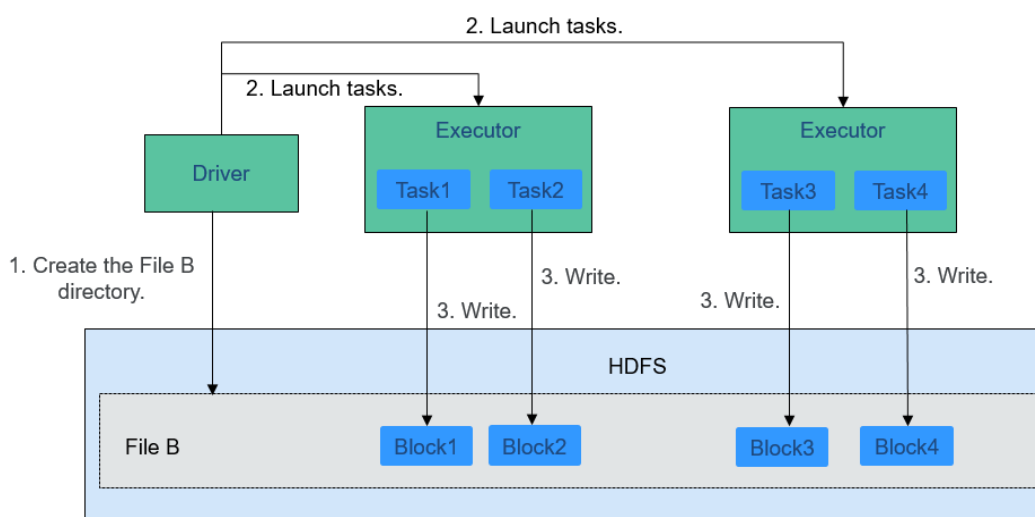 2. Launch tasks.
2. Launch tasks.
Executor
Executor
Driver
Task1
Task2
Task3
Task4
1. Create the File B
directory.
3. Write.
3. Write.
3. Write.
3. Write.
HDFS
File B
Block1
Block2
Block3
Block4